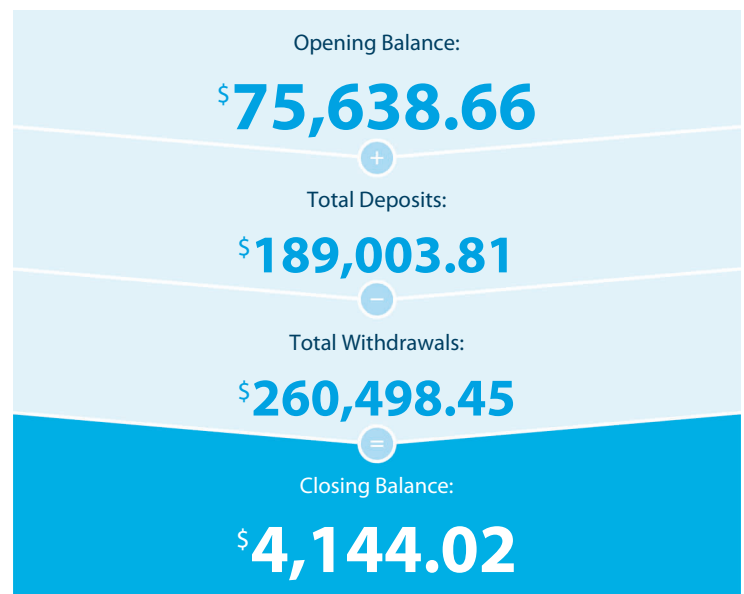 Opening Balance:
$75,638.66
+
Total Deposits:
$189,003.81
−
Total Withdrawals:
$260,498.45
=
Closing Balance:
$4,144.02